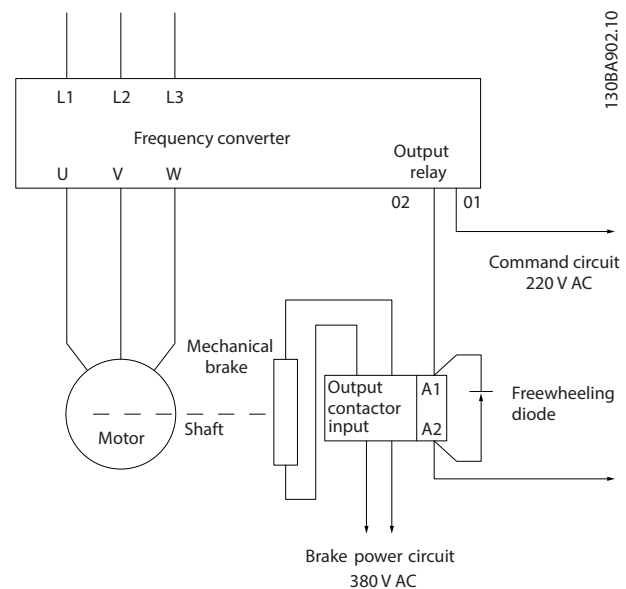 130BA902.10
L1 L2 L3
Frequency converter
Output
relay
U V W
02 01
Command circuit
220 V AC
Mechanical
brake
Output
contactor
input
A1
A2
Freewheeling
diode
Motor
Shaft
Brake power circuit
380 V AC